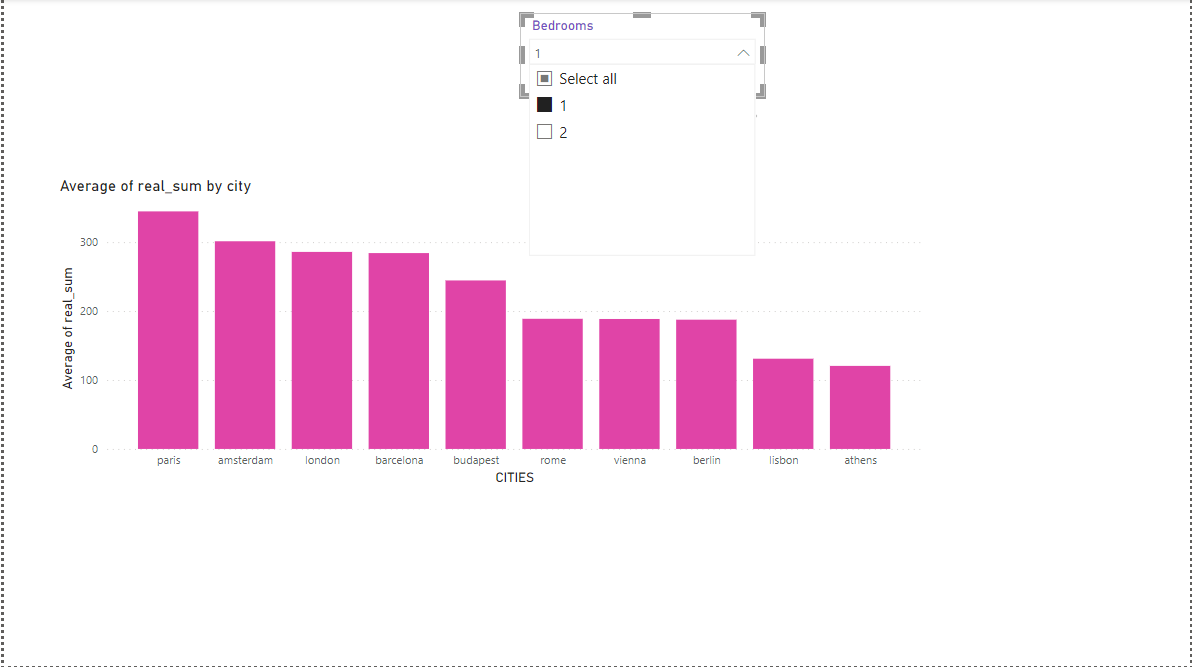 Bedrooms
1
Select all
1
2
Average of real_sum by city
300
200
100
0
Average of real_sum
paris amsterdam london barcelona budapest rome vienna berlin lisbon athens
CITIES